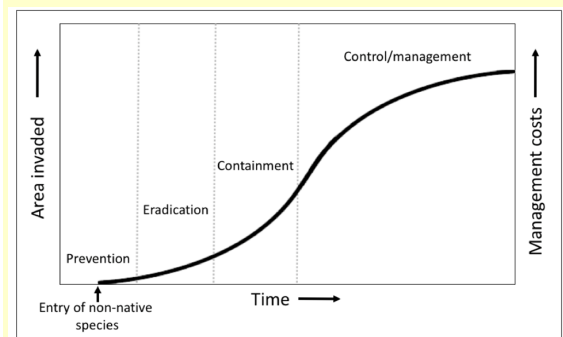 Control/management
Containment
Eradication
Prevention
Area invaded
Management costs
Time
Entry of non-native
species